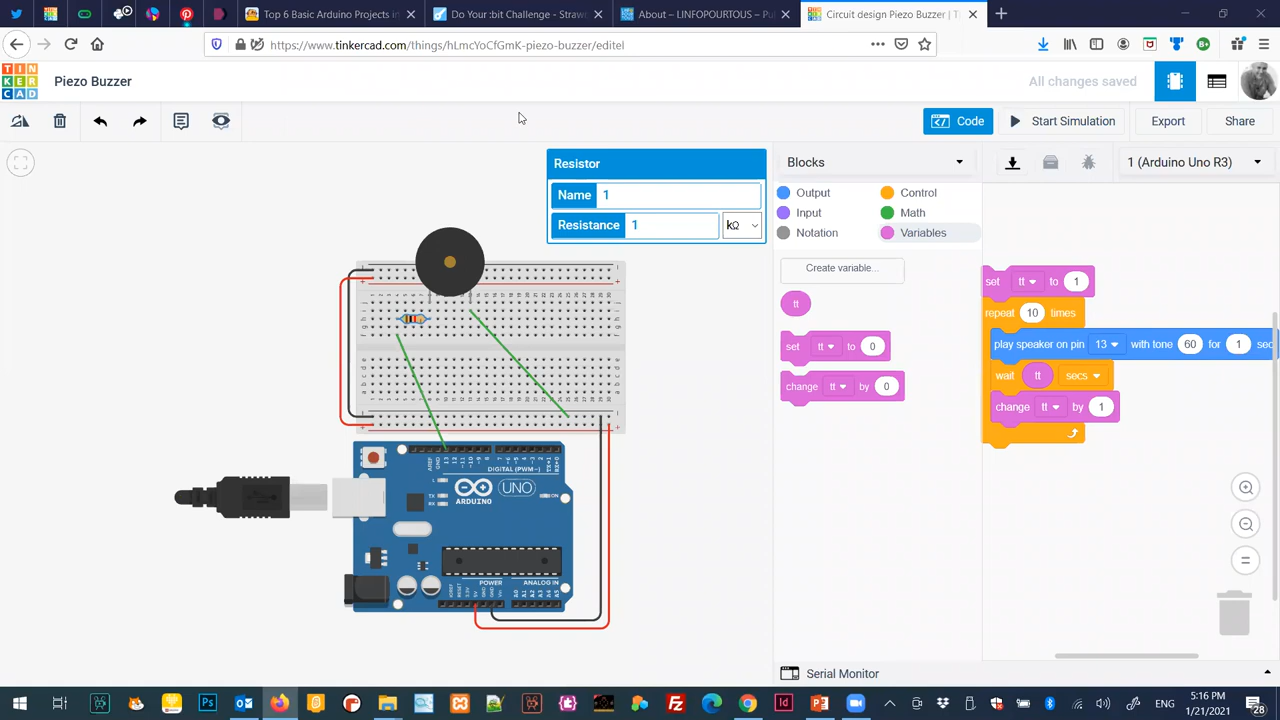 Top 6 Basic Arduino Projects in
Do Your :bit Challenge - Straw
About – LINFOPOURTOUS – Pu
Circuit design Piezo Buzzer | T
https://www.tinkercad.com/things/hLmcYoCfGmK-piezo-buzzer/editel
TIN
KER
CAD
Piezo Buzzer
All changes saved
Code
Start Simulation
Export
Share
Resistor
Name 1
Resistance 1 kΩ
Blocks
1 (Arduino Uno R3)
Output
Control
Input
Math
Notation
Variables
Create variable...
tt
set tt to 0
change tt by 0
set tt to 1
repeat 10 times
play speaker on pin 13 with tone 60 for 1 sec
wait tt secs
change tt by 1
DIGITAL (PWM~)
UNO
ARDUINO
TX
RX
ON
POWER
ANALOG IN
Serial Monitor
ENG
5:16 PM
1/21/2021
28